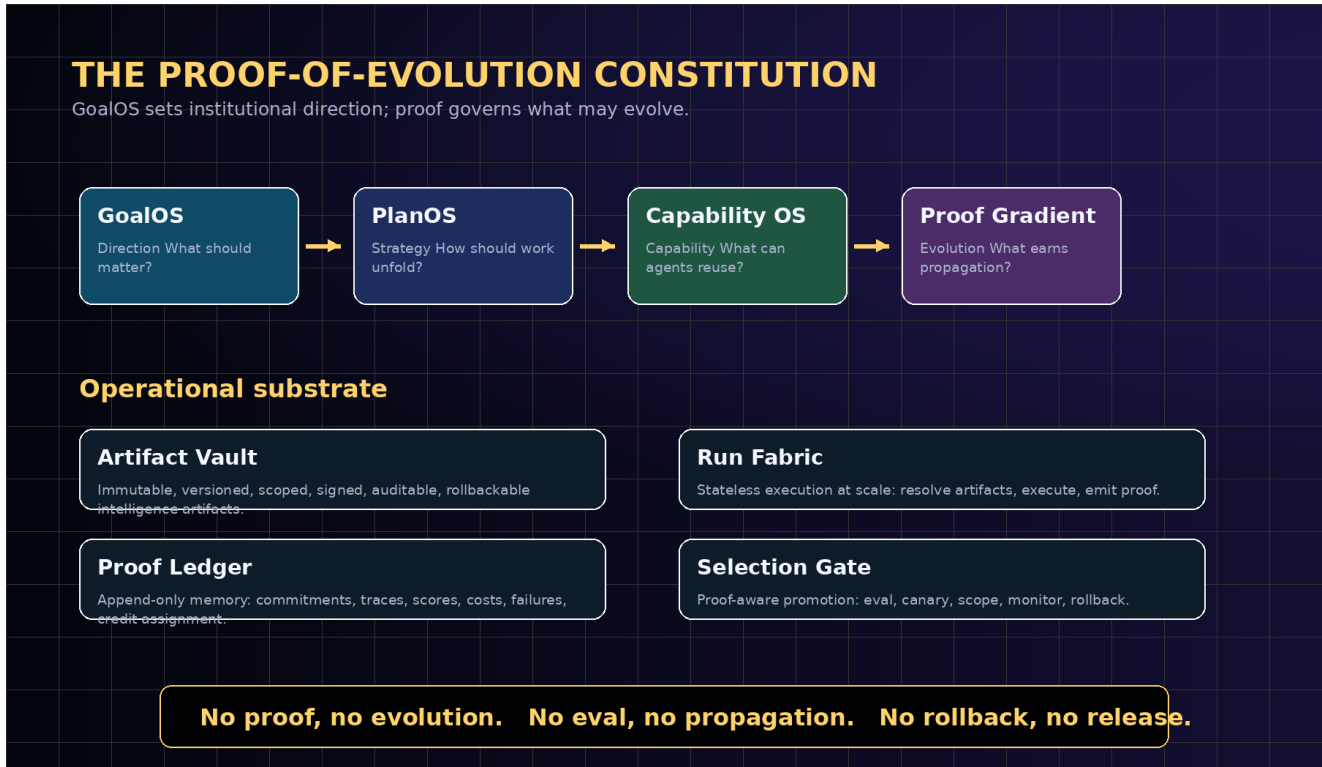 THE PROOF-OF-EVOLUTION CONSTITUTION
GoalOS sets institutional direction; proof governs what may evolve.
GoalOS
Direction What should
matter?
PlanOS
Strategy How should work
unfold?
Capability OS
Capability What can
agents reuse?
Proof Gradient
Evolution What earns
propagation?
Operational substrate
Artifact Vault
Immutable, versioned, scoped, signed, auditable, rollbackable
intelligence artifacts.
Run Fabric
Stateless execution at scale: resolve artifacts, execute, emit proof.
Proof Ledger
Append-only memory: commitments, traces, scores, costs, failures,
credit assignment.
Selection Gate
Proof-aware promotion: eval, canary, scope, monitor, rollback.
No proof, no evolution.   No eval, no propagation.   No rollback, no release.